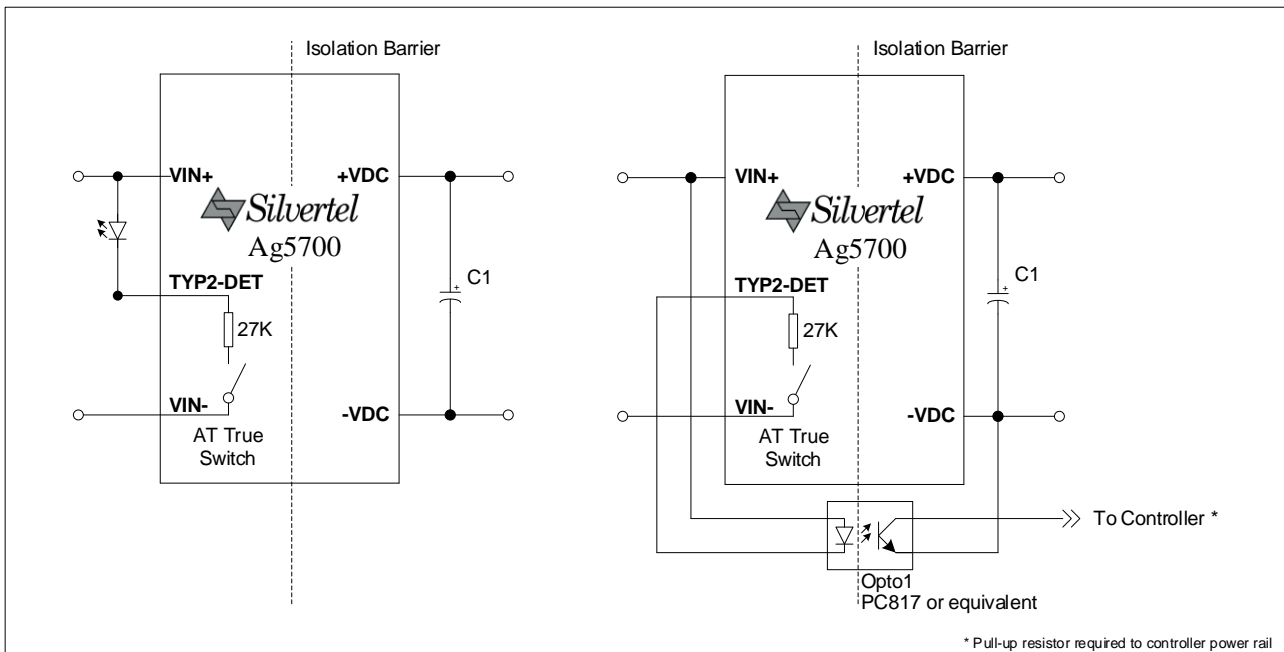 Isolation Barrier
VIN+
+VDC
Silvertel
Ag5700
TYP2-DET
C1
27K
VIN-
-VDC
AT True
Switch
Isolation Barrier
VIN+
+VDC
Silvertel
Ag5700
TYP2-DET
C1
27K
VIN-
-VDC
AT True
Switch
To Controller *
Opto1
PC817 or equivalent
* Pull-up resistor required to controller power rail